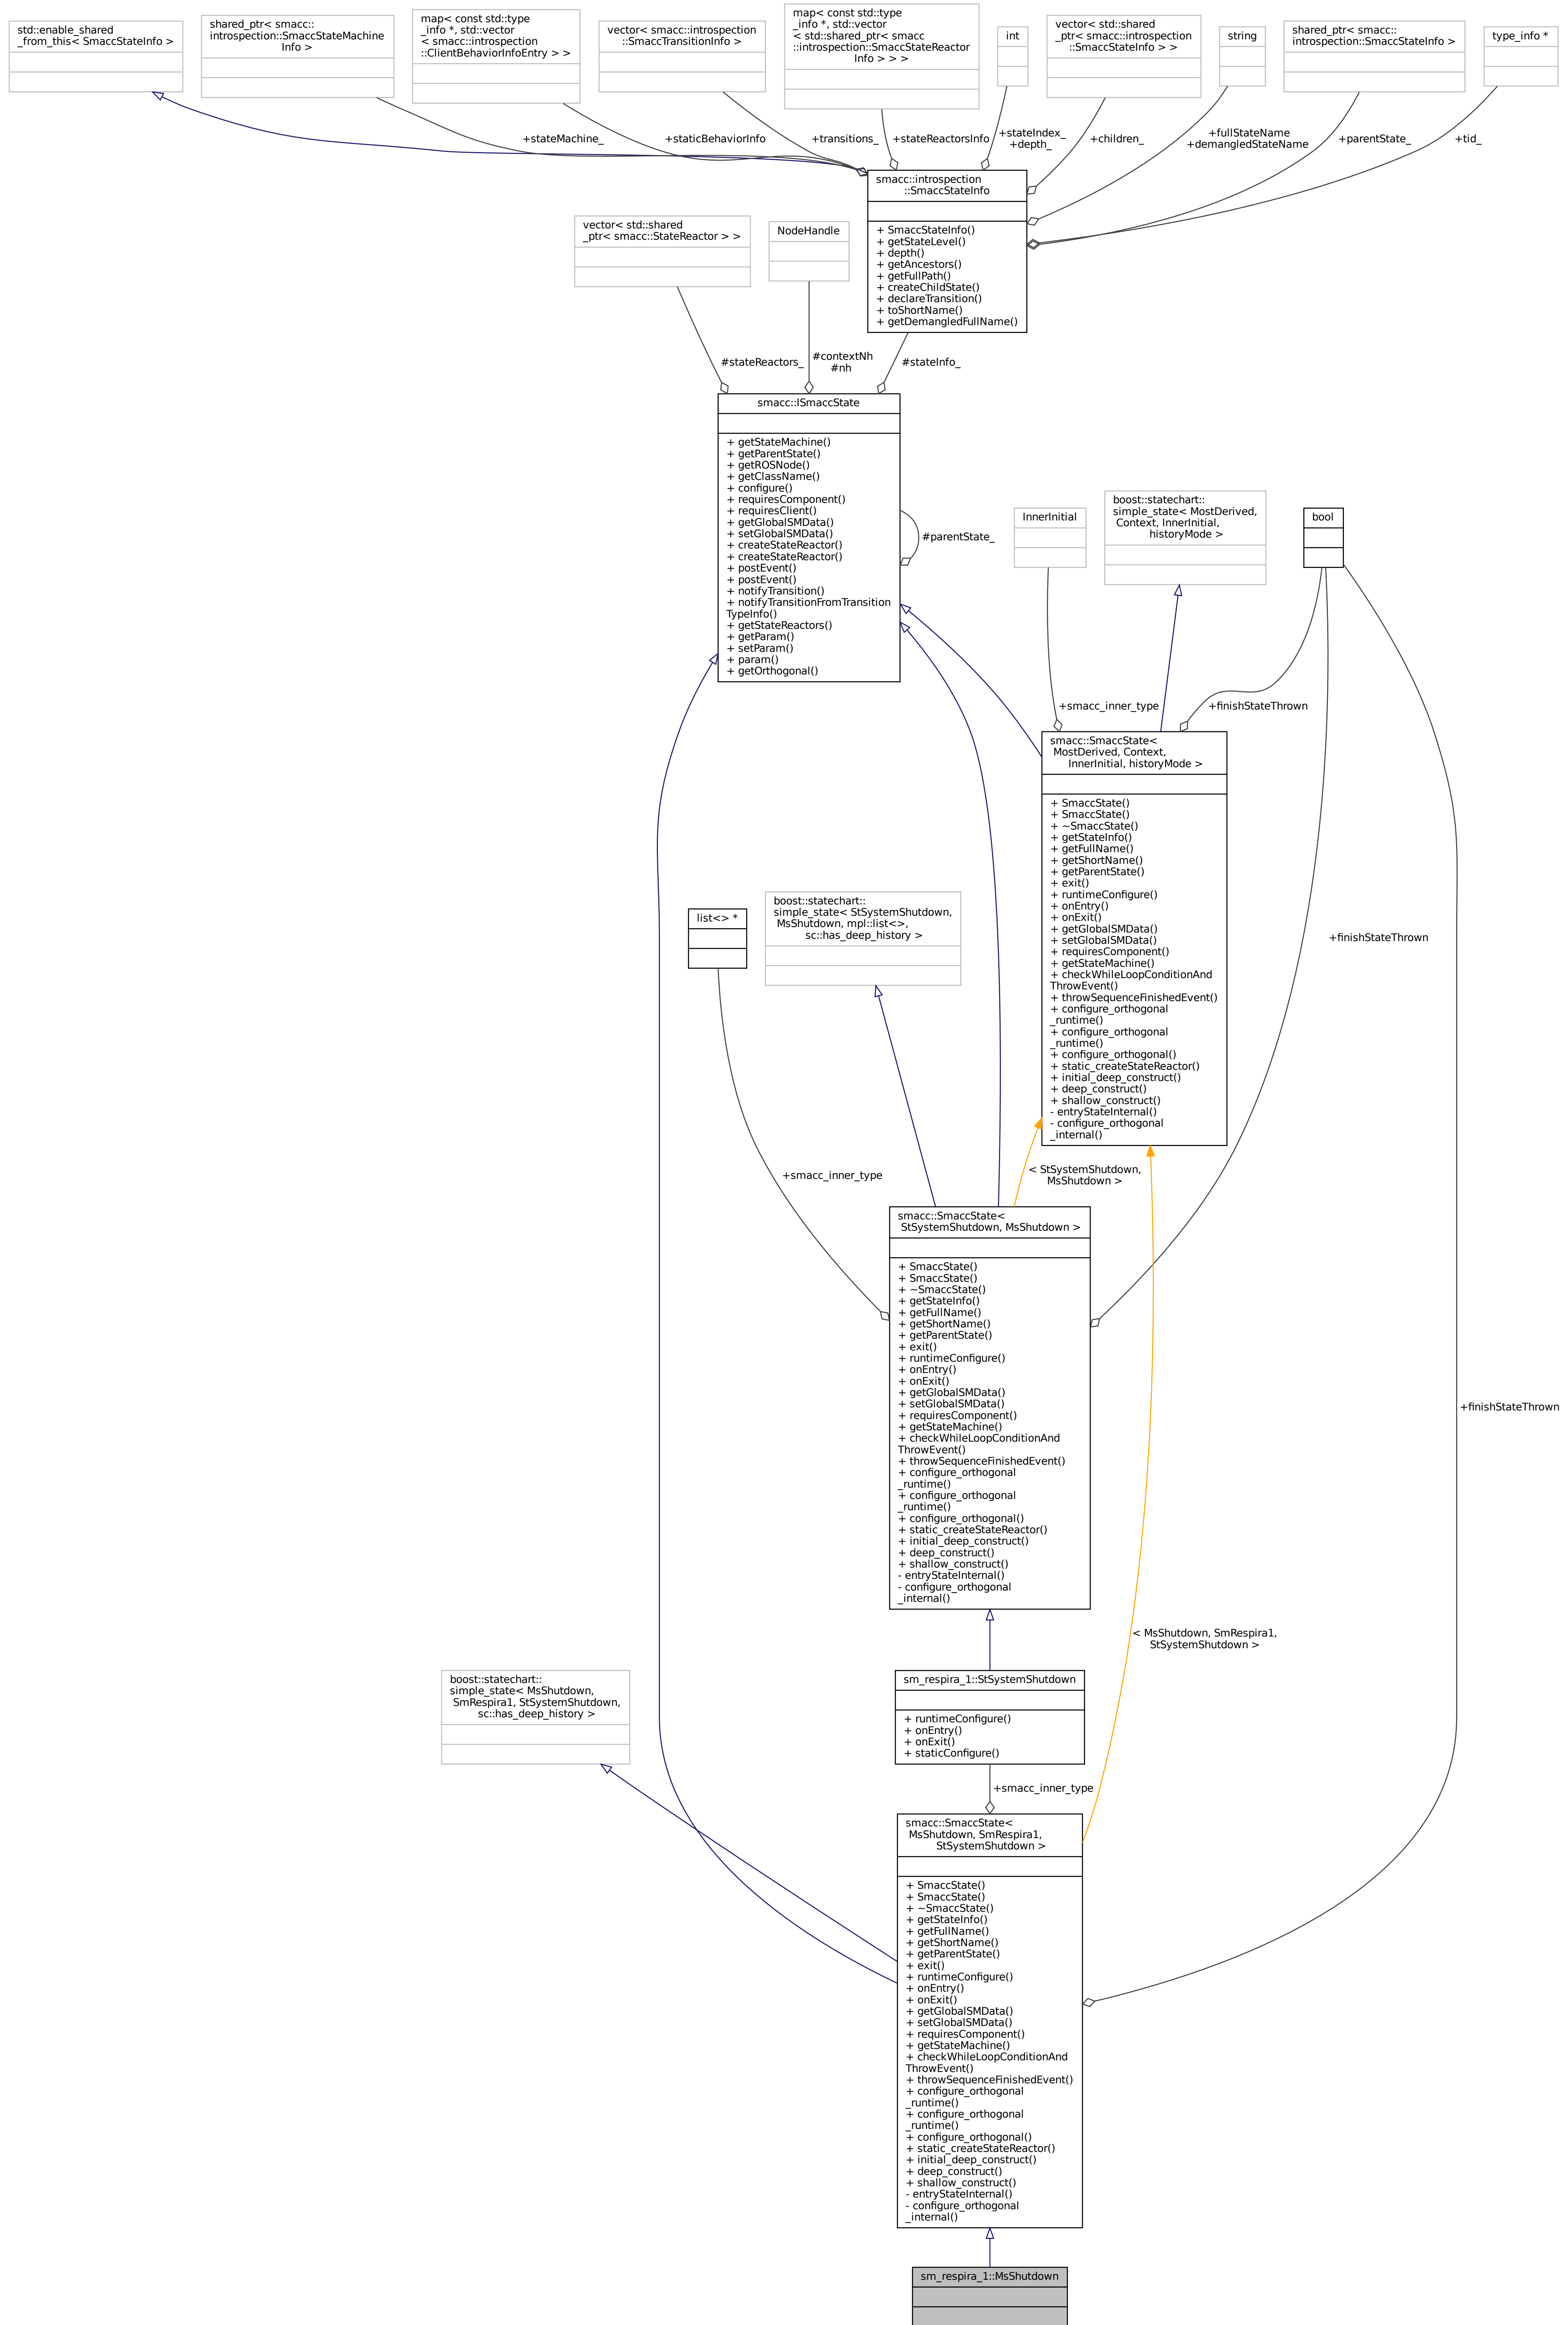 std::enable_shared
_from_this< SmaccStateInfo >
shared_ptr< smacc::
introspection::SmaccStateMachine
Info >
map< const std::type
_info *, std::vector
< smacc::introspection
::ClientBehaviorInfoEntry > >
vector< smacc::introspection
::SmaccTransitionInfo >
map< const std::type
_info *, std::vector
< std::shared_ptr< smacc
::introspection::SmaccStateReactor
Info > > >
int
vector< std::shared
_ptr< smacc::introspection
::SmaccStateInfo > >
string
shared_ptr< smacc::
introspection::SmaccStateInfo >
type_info *
+stateMachine_
+staticBehaviorInfo
+transitions_
+stateReactorsInfo
+stateIndex_
+depth_
+children_
+fullStateName
+demangledStateName
+parentState_
+tid_
smacc::introspection
::SmaccStateInfo
+ SmaccStateInfo()
+ getStateLevel()
+ depth()
+ getAncestors()
+ getFullPath()
+ createChildState()
+ declareTransition()
+ toShortName()
+ getDemangledFullName()
vector< std::shared
_ptr< smacc::StateReactor > >
NodeHandle
#stateReactors_
#contextNh
#nh
#stateInfo_
smacc::ISmaccState
+ getStateMachine()
+ getParentState()
+ getROSNode()
+ getClassName()
+ configure()
+ requiresComponent()
+ requiresClient()
+ getGlobalSMData()
+ setGlobalSMData()
+ createStateReactor()
+ createStateReactor()
+ postEvent()
+ postEvent()
+ notifyTransition()
+ notifyTransitionFromTransition
TypeInfo()
+ getStateReactors()
+ getParam()
+ setParam()
+ param()
+ getOrthogonal()
#parentState_
InnerInitial
boost::statechart::
simple_state< MostDerived,
Context, InnerInitial,
historyMode >
bool
+smacc_inner_type
+finishStateThrown
smacc::SmaccState<
MostDerived, Context,
InnerInitial, historyMode >
+ SmaccState()
+ SmaccState()
+ ~SmaccState()
+ getStateInfo()
+ getFullName()
+ getShortName()
+ getParentState()
+ exit()
+ runtimeConfigure()
+ onEntry()
+ onExit()
+ getGlobalSMData()
+ setGlobalSMData()
+ requiresComponent()
+ getStateMachine()
+ checkWhileLoopConditionAnd
ThrowEvent()
+ throwSequenceFinishedEvent()
+ configure_orthogonal
_runtime()
+ configure_orthogonal
_runtime()
+ configure_orthogonal()
+ static_createStateReactor()
+ initial_deep_construct()
+ deep_construct()
+ shallow_construct()
- entryStateInternal()
- configure_orthogonal
_internal()
list<> *
boost::statechart::
simple_state< StSystemShutdown,
MsShutdown, mpl::list<>,
sc::has_deep_history >
+finishStateThrown
+smacc_inner_type
< StSystemShutdown,
MsShutdown >
smacc::SmaccState<
StSystemShutdown, MsShutdown >
+ SmaccState()
+ SmaccState()
+ ~SmaccState()
+ getStateInfo()
+ getFullName()
+ getShortName()
+ getParentState()
+ exit()
+ runtimeConfigure()
+ onEntry()
+ onExit()
+ getGlobalSMData()
+ setGlobalSMData()
+ requiresComponent()
+ getStateMachine()
+ checkWhileLoopConditionAnd
ThrowEvent()
+ throwSequenceFinishedEvent()
+ configure_orthogonal
_runtime()
+ configure_orthogonal
_runtime()
+ configure_orthogonal()
+ static_createStateReactor()
+ initial_deep_construct()
+ deep_construct()
+ shallow_construct()
- entryStateInternal()
- configure_orthogonal
_internal()
+finishStateThrown
< MsShutdown, SmRespira1,
StSystemShutdown >
boost::statechart::
simple_state< MsShutdown,
SmRespira1, StSystemShutdown,
sc::has_deep_history >
sm_respira_1::StSystemShutdown
+ runtimeConfigure()
+ onEntry()
+ onExit()
+ staticConfigure()
+smacc_inner_type
smacc::SmaccState<
MsShutdown, SmRespira1,
StSystemShutdown >
+ SmaccState()
+ SmaccState()
+ ~SmaccState()
+ getStateInfo()
+ getFullName()
+ getShortName()
+ getParentState()
+ exit()
+ runtimeConfigure()
+ onEntry()
+ onExit()
+ getGlobalSMData()
+ setGlobalSMData()
+ requiresComponent()
+ getStateMachine()
+ checkWhileLoopConditionAnd
ThrowEvent()
+ throwSequenceFinishedEvent()
+ configure_orthogonal
_runtime()
+ configure_orthogonal
_runtime()
+ configure_orthogonal()
+ static_createStateReactor()
+ initial_deep_construct()
+ deep_construct()
+ shallow_construct()
- entryStateInternal()
- configure_orthogonal
_internal()
sm_respira_1::MsShutdown